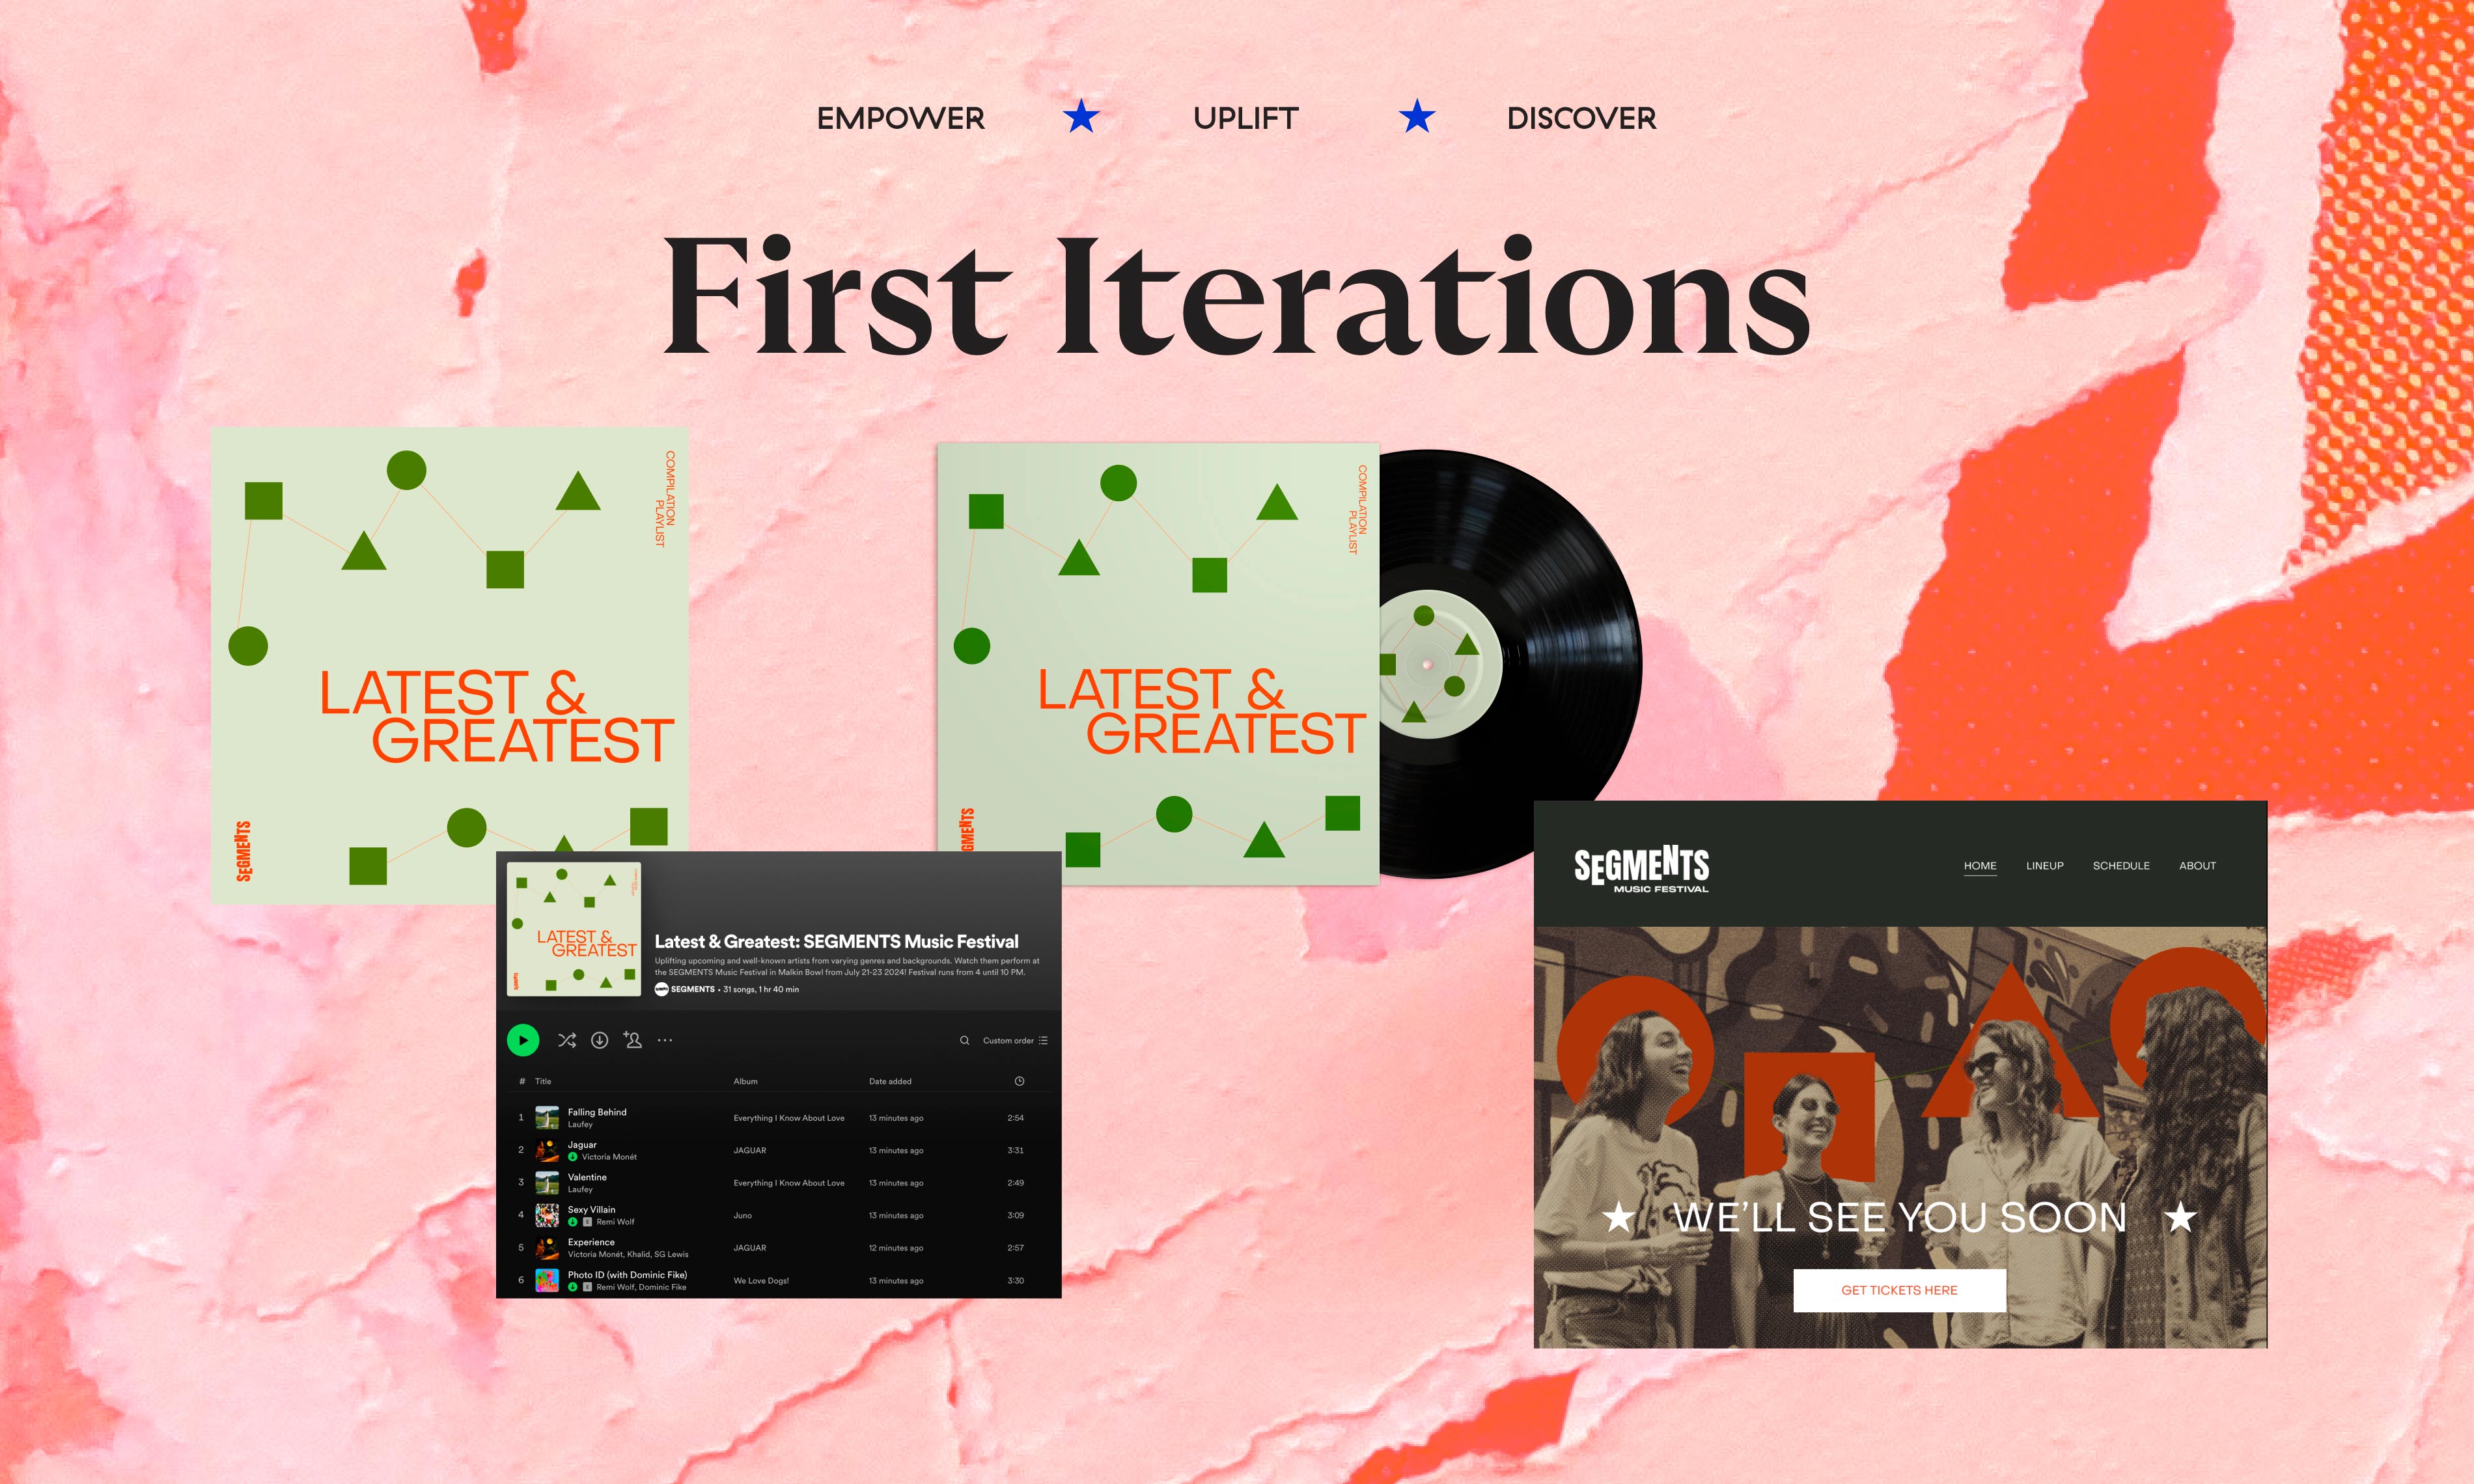 EMPOWER ★ UPLIFT ★ DISCOVER
First Iterations
COMPILATION
PLAYLIST
LATEST &
GREATEST
SEGMENTS
COMPILATION
PLAYLIST
LATEST &
GREATEST
GMENTS
LATEST &
GREATEST
Latest & Greatest: SEGMENTS Music Festival
Uplifting upcoming and well-known artists from varying genres and backgrounds. Watch them perform at
the SEGMENTS Music Festival in Malkin Bowl from July 21-23 2024! Festival runs from 4 until 10 PM.
SEGMENTS • 31 songs, 1 hr 40 min
Custom order
# Title Album Date added
1 Falling Behind Everything I Know About Love 13 minutes ago 2:54
Laufey
2 Jaguar JAGUAR 13 minutes ago 3:31
Victoria Monét
3 Valentine Everything I Know About Love 13 minutes ago 2:49
Laufey
4 Sexy Villain Juno 13 minutes ago 3:09
E Remi Wolf
5 Experience JAGUAR 12 minutes ago 2:57
Victoria Monét, Khalid, SG Lewis
6 Photo ID (with Dominic Fike) We Love Dogs! 13 minutes ago 3:30
E Remi Wolf, Dominic Fike
SEGMENTS
MUSIC FESTIVAL
HOME LINEUP SCHEDULE ABOUT
★ WE'LL SEE YOU SOON ★
GET TICKETS HERE